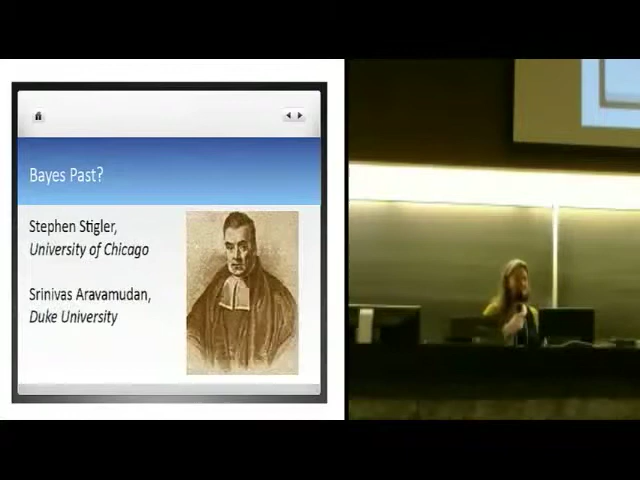 Bayes Past?
Stephen Stigler,
University of Chicago
Srinivas Aravamudan,
Duke University